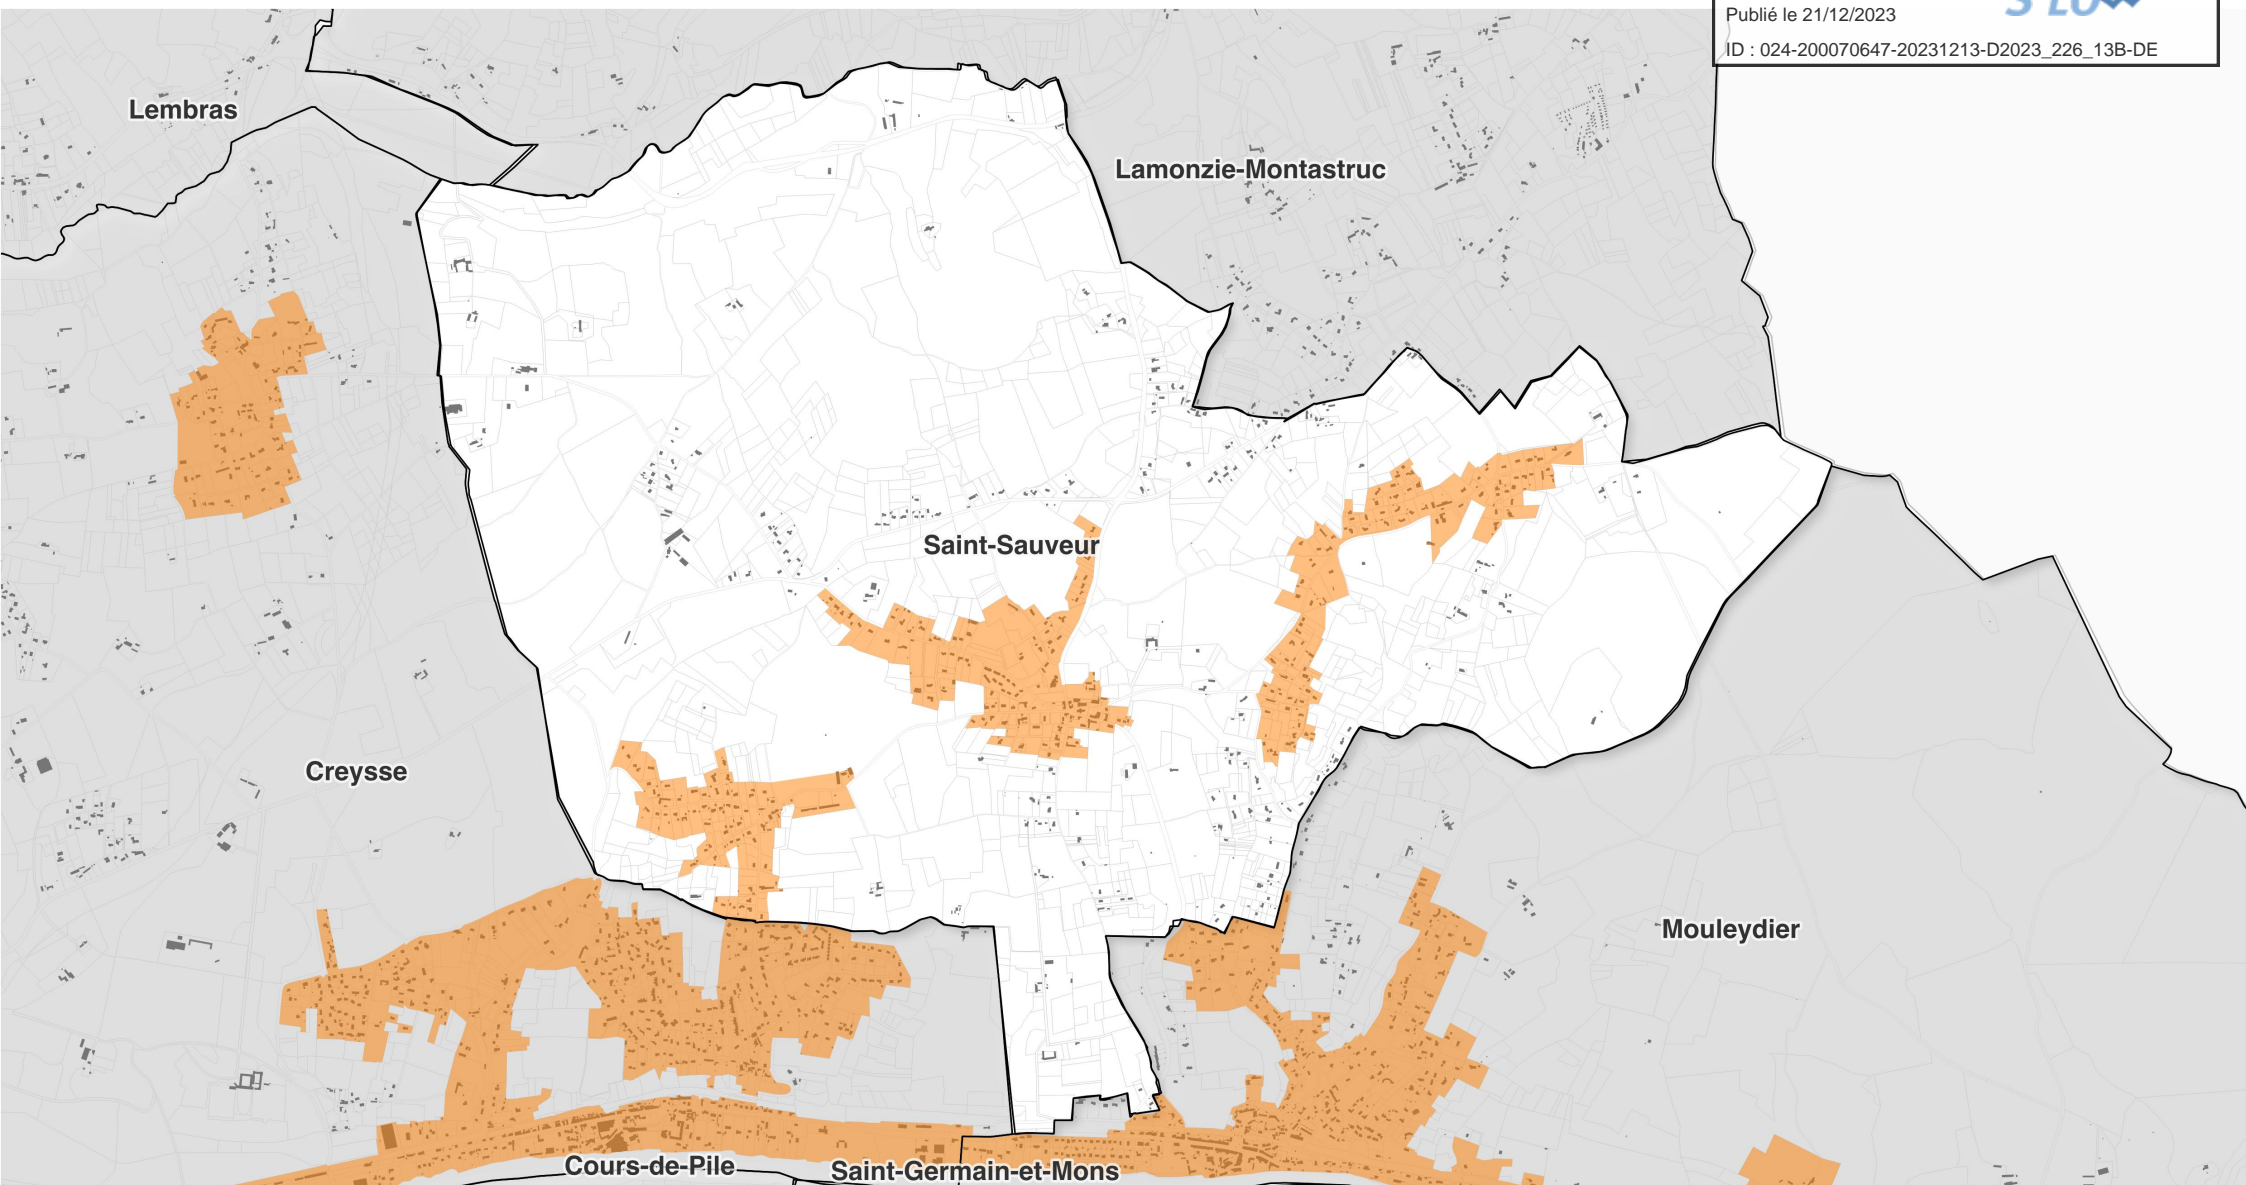 Publié le 21/12/2023
ID : 024-200070647-20231213-D2023_226_13B-DE
Lembras
Lamonzie-Montastruc
Saint-Sauveur
Creysse
Mouleydier
Cours-de-Pile
Saint-Germain-et-Mons